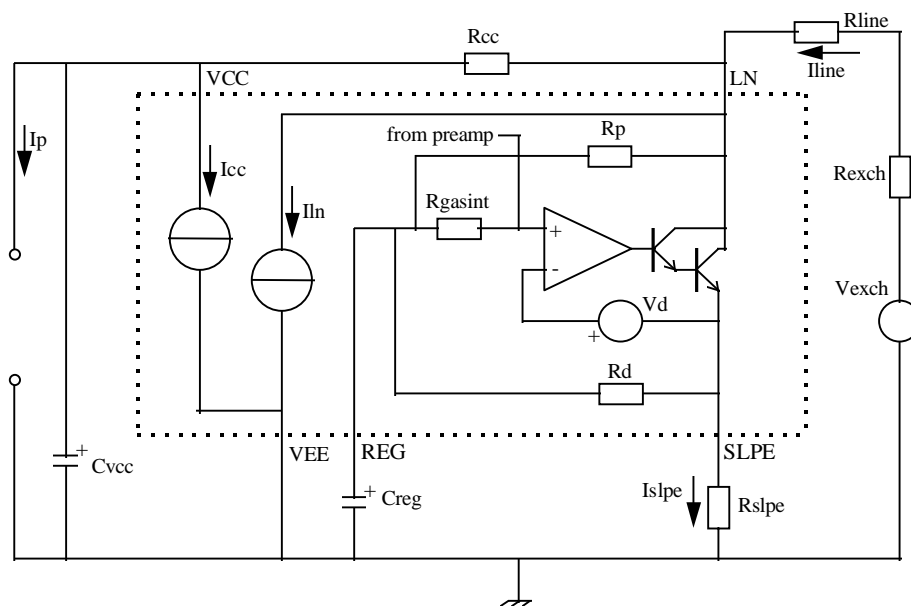 Rline
Rcc
Iline
VCC
LN
Ip
from preamp
Rp
Icc
Rexch
Iln
Rgasint
+
-
Vd
Vexch
+
Rd
VEE
REG
SLPE
+
Cvcc
+
Creg
Islpe
Rslpe